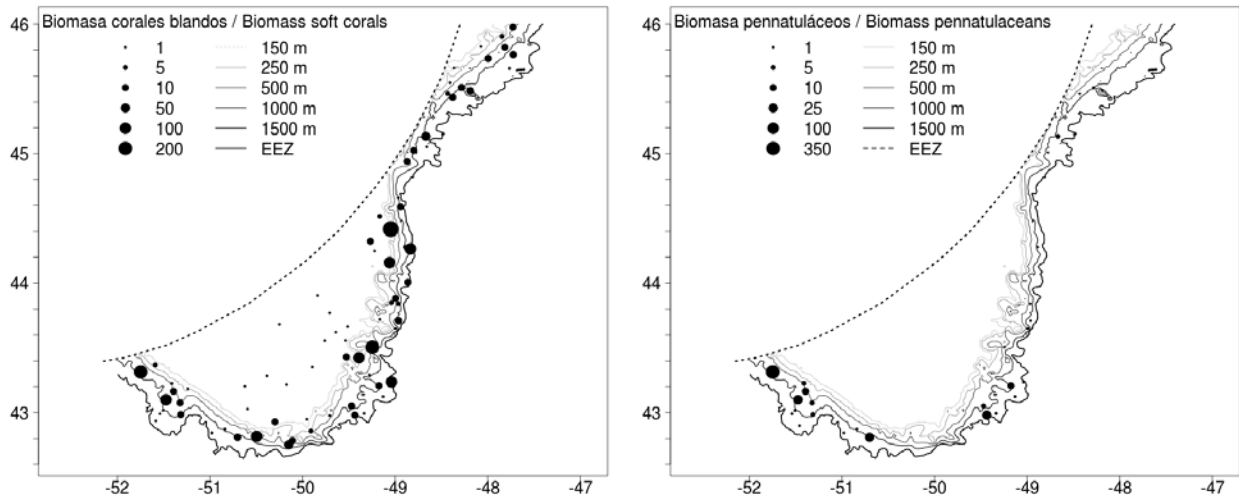 Biomasa corales blandos / Biomass soft corals
1 150 m
5 250 m
10 500 m
50 1000 m
100 1500 m
200 EEZ
46
45
44
43
-52 -51 -50 -49 -48 -47
Biomasa pennatuláceos / Biomass pennatulaceans
1 150 m
5 250 m
10 500 m
25 1000 m
100 1500 m
350 EEZ
46
45
44
43
-52 -51 -50 -49 -48 -47